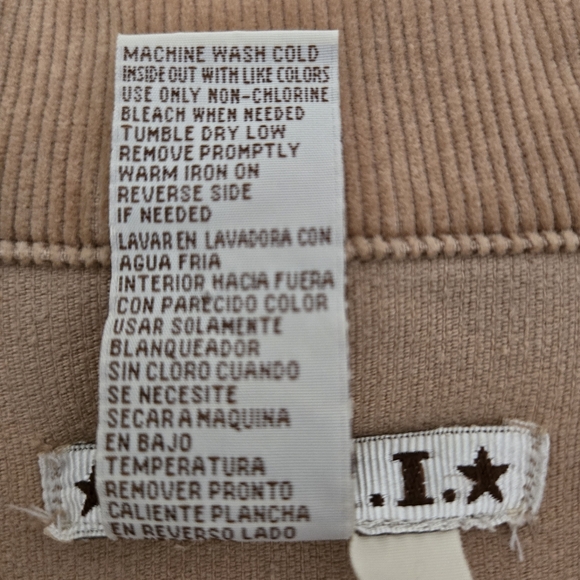 MACHINE WASH COLD
INSIDE OUT WITH LIKE COLORS
USE ONLY NON-CHLORINE
BLEACH WHEN NEEDED
TUMBLE DRY LOW
REMOVE PROMPTLY
WARM IRON ON
REVERSE SIDE
IF NEEDED
LAVAR EN LAVADORA CON
AGUA FRIA
INTERIOR HACIA FUERA
CON PARECIDO COLOR
USAR SOLAMENTE
BLANQUEADOR
SIN CLORO CUANDO
SE NECESITE
SECAR A MAQUINA
EN BAJO
TEMPERATURA
REMOVER PRONTO
CALIENTE PLANCHA
EN REVERSO LADO
.I.